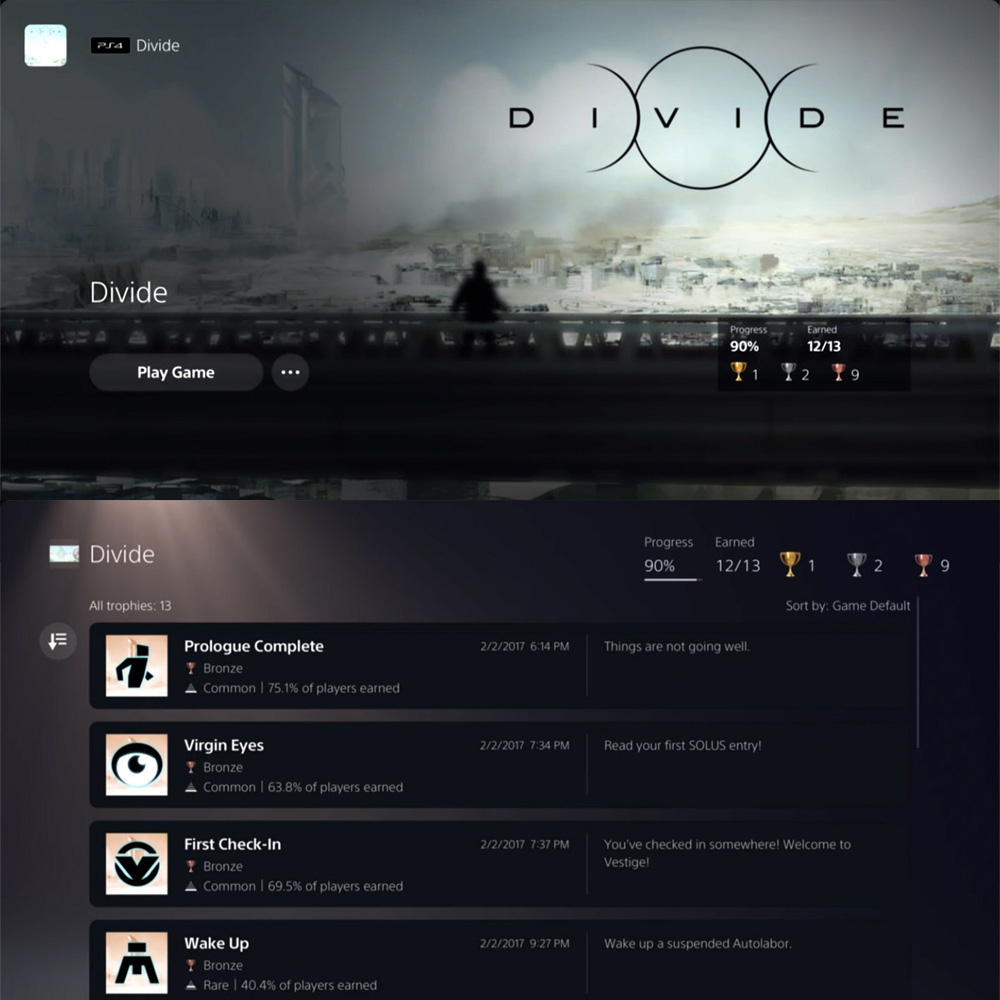 PS4 Divide
D I V I D E
Divide
Progress Earned
90% 12/13
1 2 9
Play Game
Divide
Progress Earned
90% 12/13 1 2 9
All trophies: 13
Sort by: Game Default
Prologue Complete 2/2/2017 6:14 PM Things are not going well.
Bronze
Common | 75.1% of players earned
Virgin Eyes 2/2/2017 7:34 PM Read your first SOLUS entry!
Bronze
Common | 63.8% of players earned
First Check-In 2/2/2017 7:37 PM You've checked in somewhere! Welcome to
Vestige!
Bronze
Common | 69.5% of players earned
Wake Up 2/2/2017 9:27 PM Wake up a suspended Autolabor.
Bronze
Rare | 40.4% of players earned